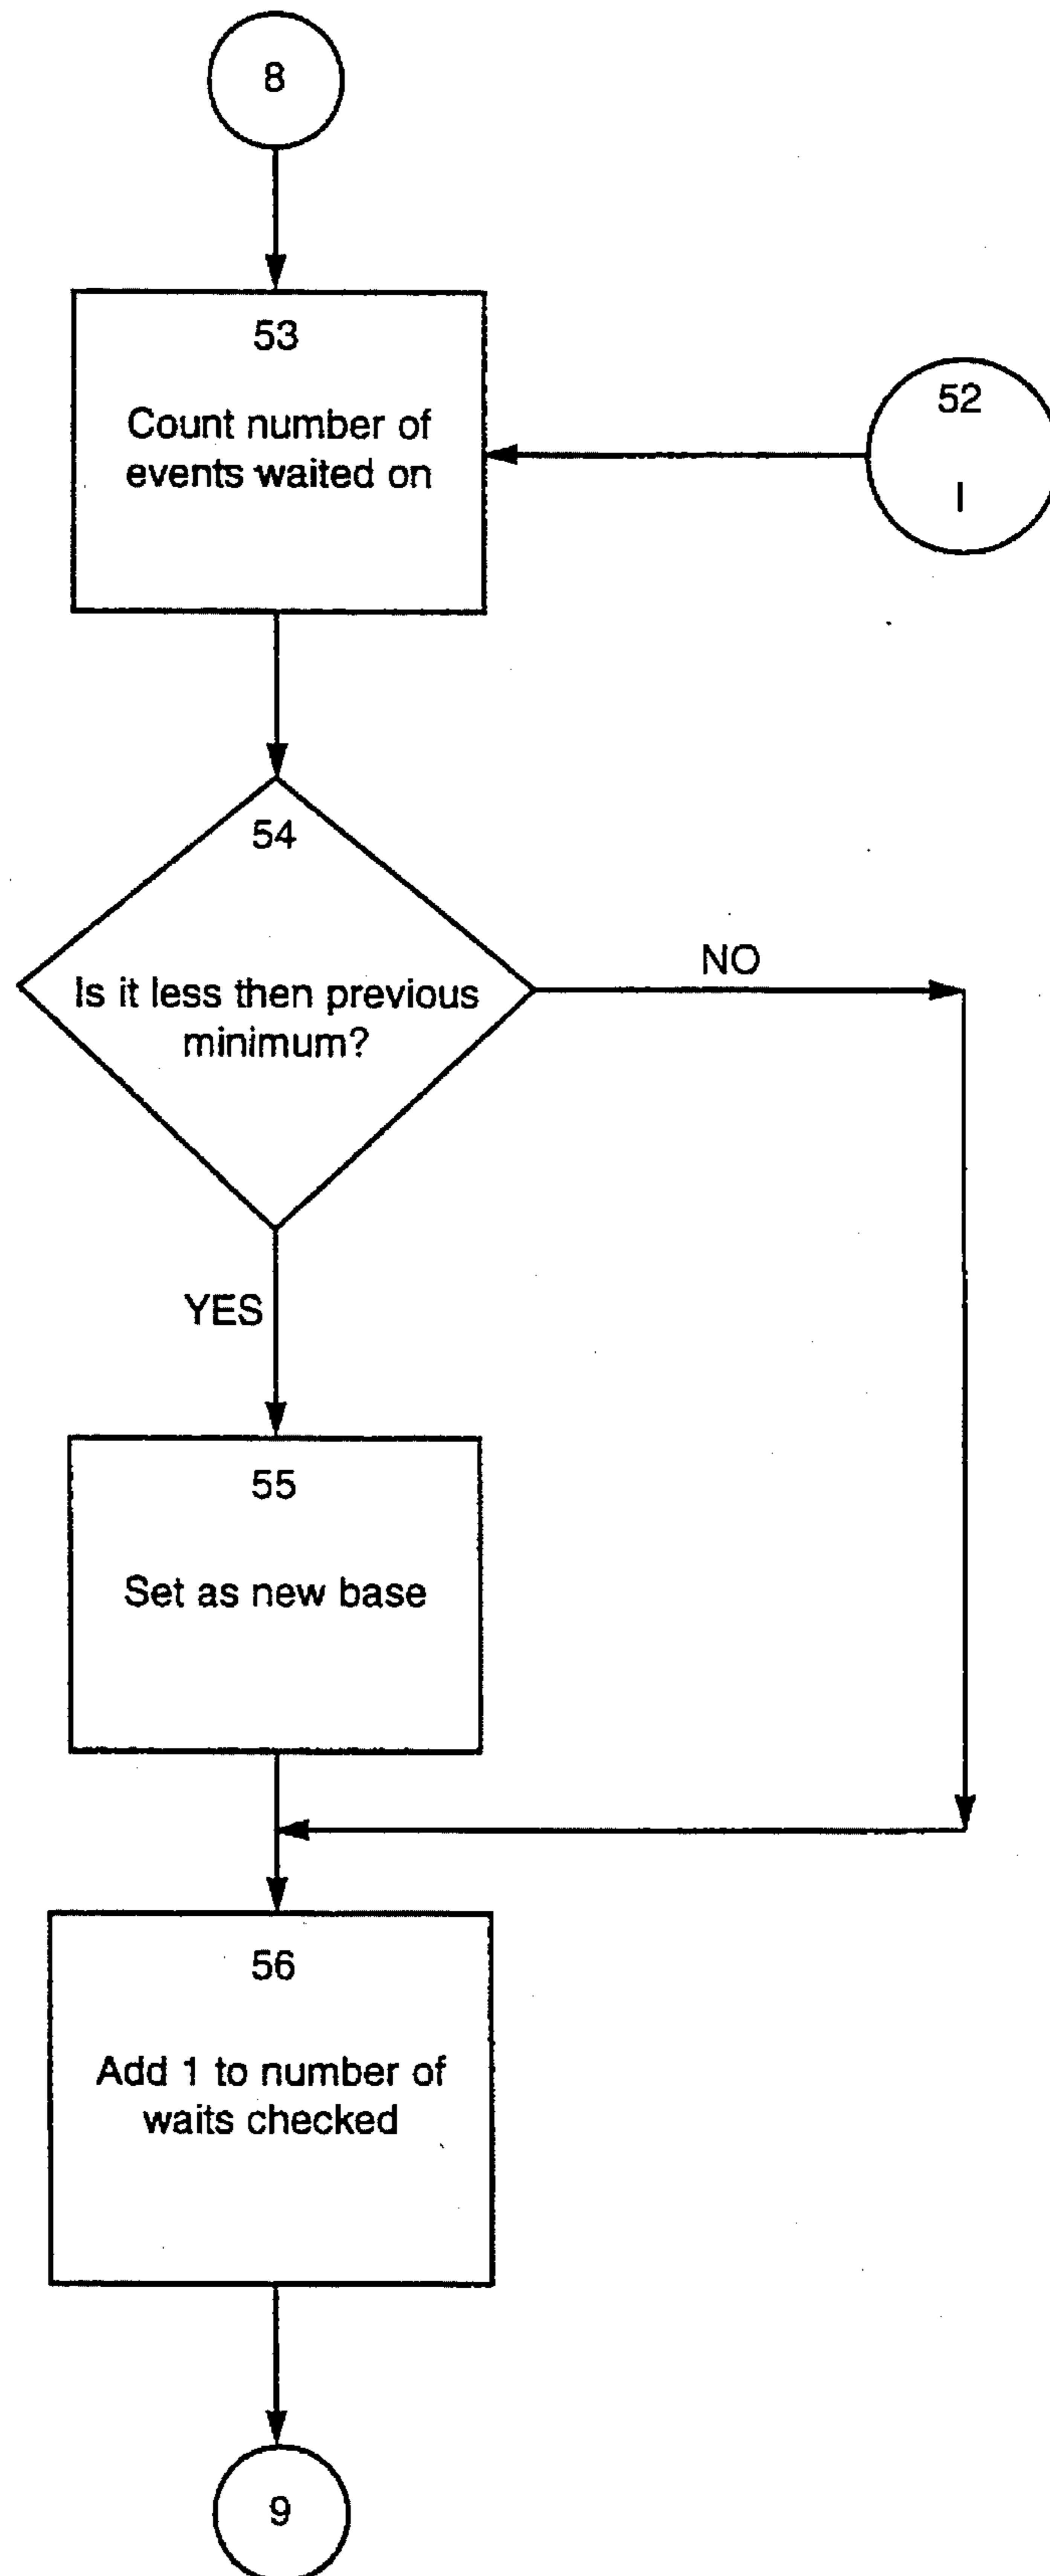 8
53
Count number of
events waited on
52
I
54
Is it less then previous
minimum?
NO
YES
55
Set as new base
56
Add 1 to number of
waits checked
9